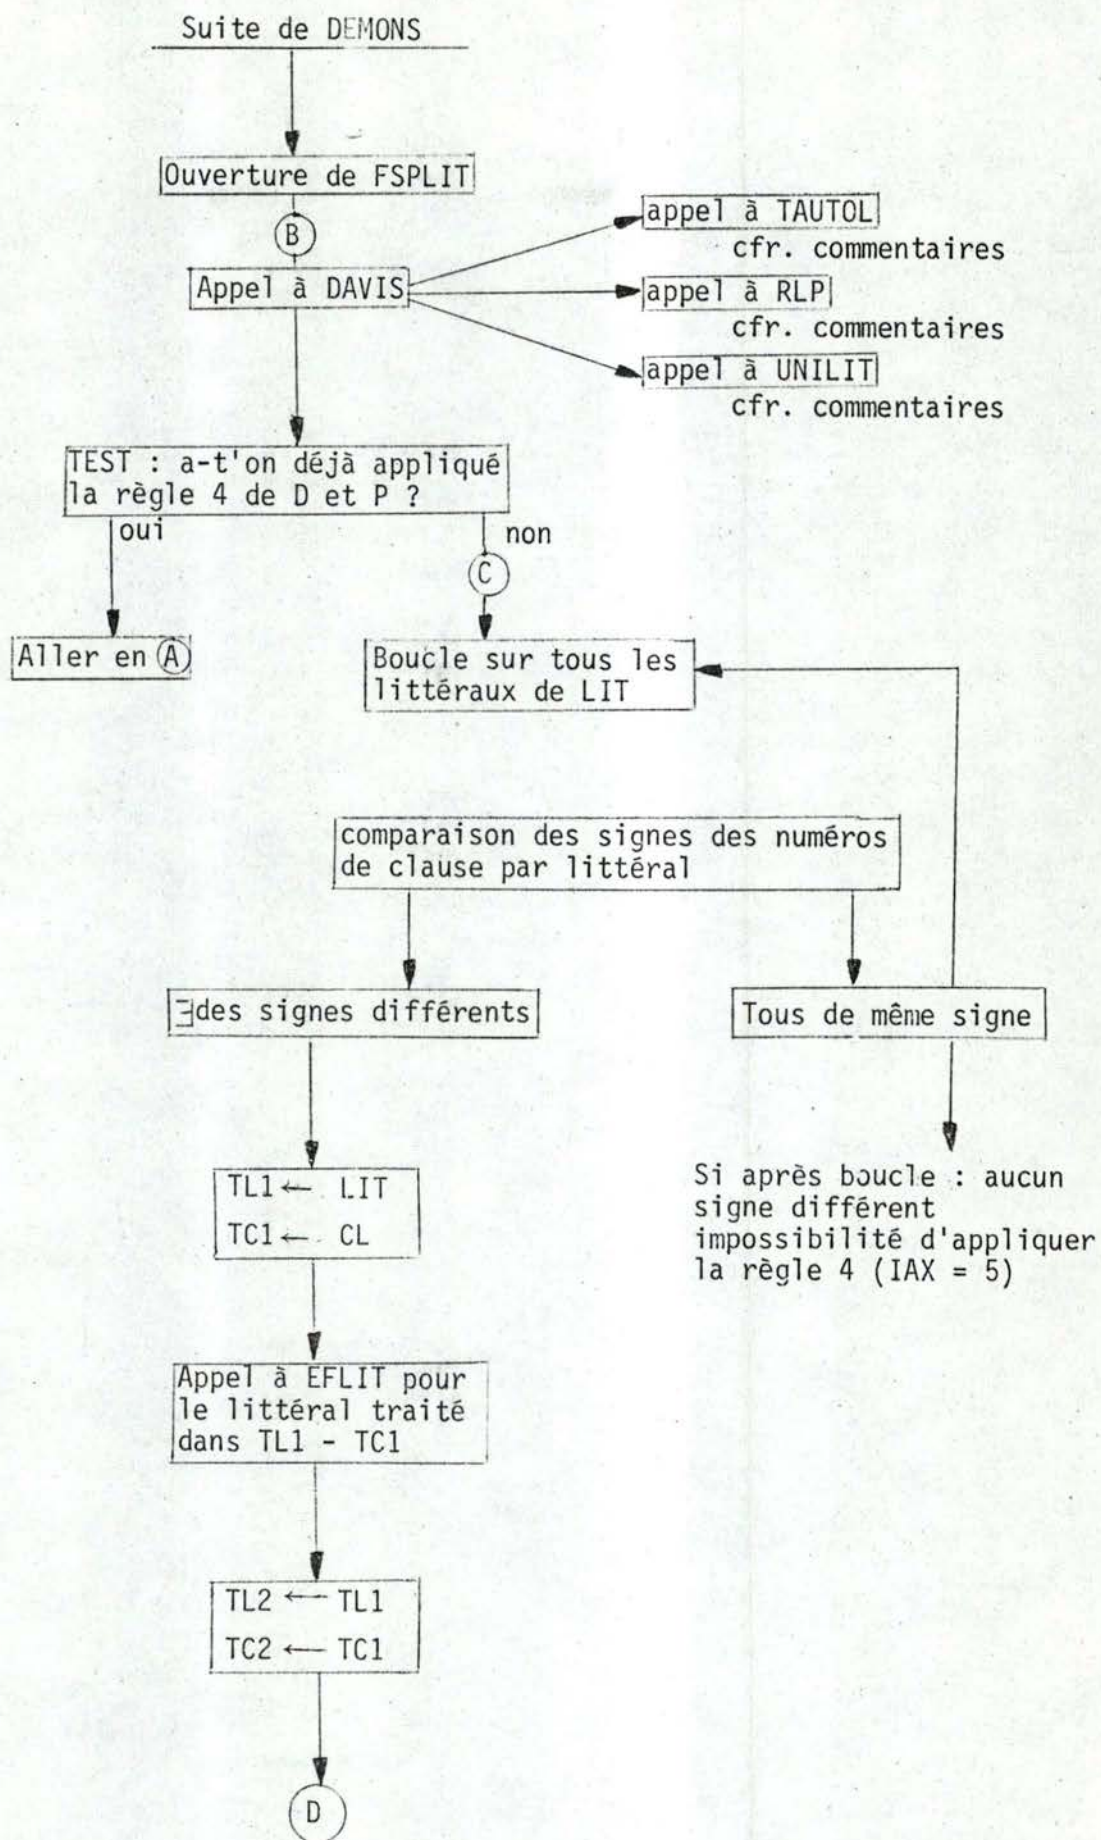 Suite de DEMONS
Ouverture de FSPLIT
B
Appel à DAVIS
appel à TAUTOL
cfr. commentaires
appel à RLP
cfr. commentaires
appel à UNILIT
cfr. commentaires
TEST : a-t'on déjà appliqué
la règle 4 de D et P ?
oui
non
C
Aller en A
Boucle sur tous les
littéraux de LIT
comparaison des signes des numéros
de clause par littéral
∃des signes différents
Tous de même signe
TL1 ← LIT
TC1 ← CL
Si après boucle : aucun
signe différent
impossibilité d'appliquer
la règle 4 (IAX = 5)
Appel à EFLIT pour
le littéral traité
dans TL1 - TC1
TL2 ← TL1
TC2 ← TC1
D